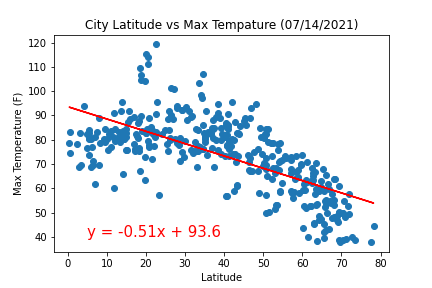 City Latitude vs Max Tempature (07/14/2021)
120
110
100
90
80
70
60
50
40
Max Temperature (F)
y = -0.51x + 93.6
0 10 20 30 40 50 60 70 80
Latitude